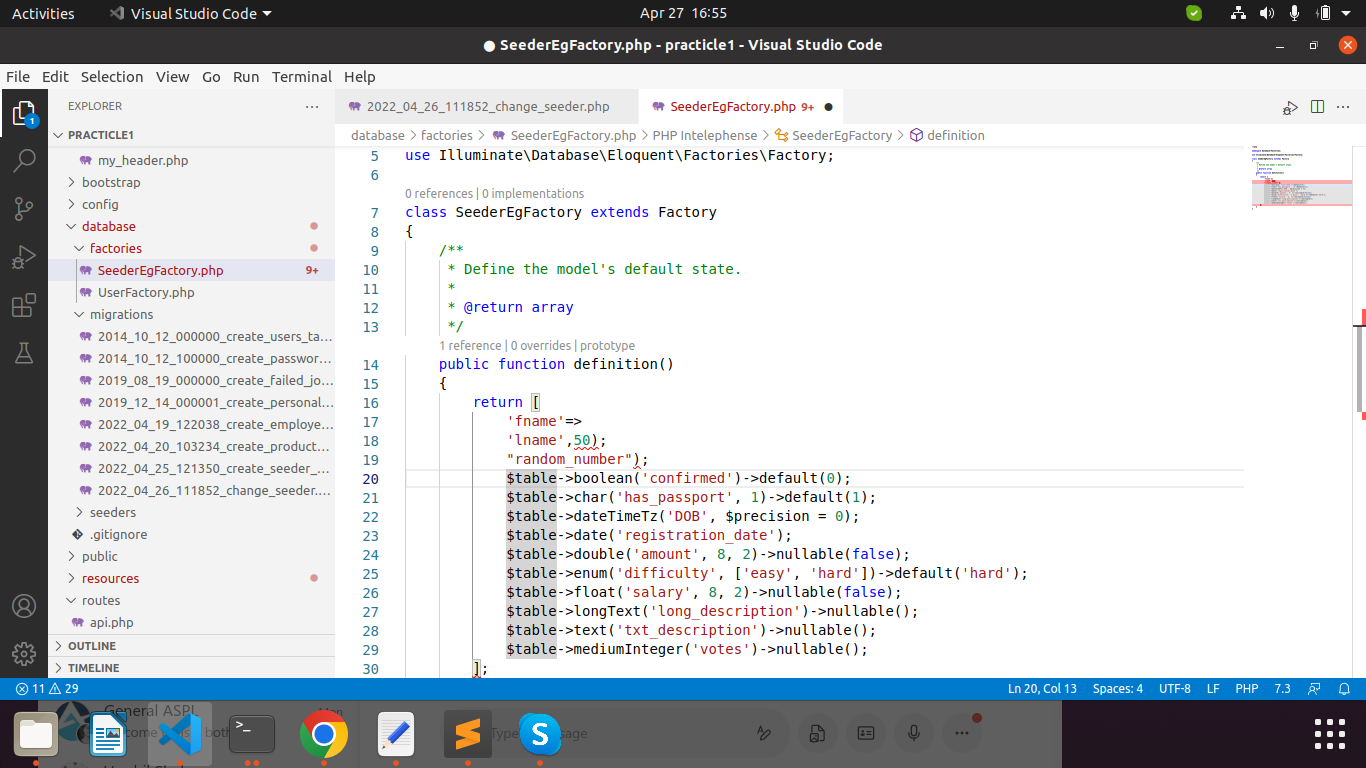 Activities
Visual Studio Code
Apr 27 16:55
● SeederEgFactory.php - practicle1 - Visual Studio Code
File Edit Selection View Go Run Terminal Help
EXPLORER
PRACTICLE1
my_header.php
bootstrap
config
database
factories
SeederEgFactory.php 9+
UserFactory.php
migrations
2014_10_12_000000_create_users_ta...
2014_10_12_100000_create_passwor...
2019_08_19_000000_create_failed_jo...
2019_12_14_000001_create_personal...
2022_04_19_122038_create_employe...
2022_04_20_103234_create_product...
2022_04_25_121350_create_seeder_...
2022_04_26_111852_change_seeder....
seeders
.gitignore
public
resources
routes
api.php
OUTLINE
TIMELINE
1
2022_04_26_111852_change_seeder.php
SeederEgFactory.php 9+ ●
database > factories > SeederEgFactory.php > PHP Intelephense > SeederEgFactory > definition
5 use Illuminate\Database\Eloquent\Factories\Factory;
6
0 references | 0 implementations
7 class SeederEgFactory extends Factory
8 {
9 /**
10 * Define the model's default state.
11 *
12 * @return array
13 */
1 reference | 0 overrides | prototype
14 public function definition()
15 {
16 return [
17 'fname'=>
18 'lname',50);
19 "random_number");
20 $table->boolean('confirmed')->default(0);
21 $table->char('has_passport', 1)->default(1);
22 $table->dateTimeTz('DOB', $precision = 0);
23 $table->date('registration_date');
24 $table->double('amount', 8, 2)->nullable(false);
25 $table->enum('difficulty', ['easy', 'hard'])->default('hard');
26 $table->float('salary', 8, 2)->nullable(false);
27 $table->longText('long_description')->nullable();
28 $table->text('txt_description')->nullable();
29 $table->mediumInteger('votes')->nullable();
30 ];
11 29
Ln 20, Col 13 Spaces: 4 UTF-8 LF PHP 7.3
General ASPL